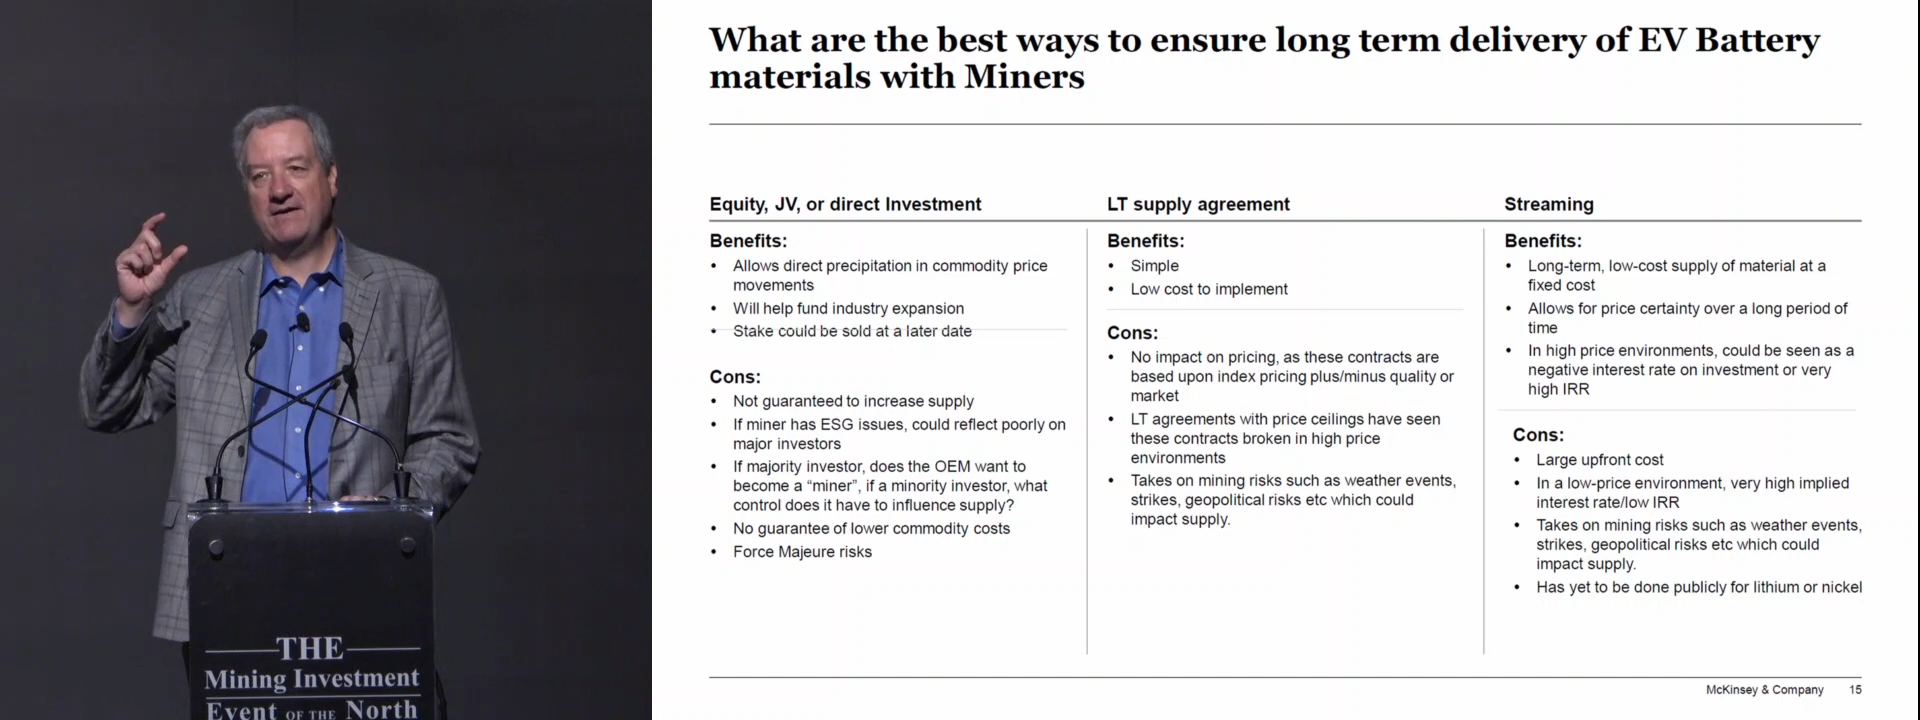 What are the best ways to ensure long term delivery of EV Battery
materials with Miners
Equity, JV, or direct Investment
Benefits:
• Allows direct precipitation in commodity price
movements
• Will help fund industry expansion
• Stake could be sold at a later date
Cons:
• Not guaranteed to increase supply
• If miner has ESG issues, could reflect poorly on
major investors
• If majority investor, does the OEM want to
become a “miner”, if a minority investor, what
control does it have to influence supply?
• No guarantee of lower commodity costs
• Force Majeure risks
LT supply agreement
Benefits:
• Simple
• Low cost to implement
Cons:
• No impact on pricing, as these contracts are
based upon index pricing plus/minus quality or
market
• LT agreements with price ceilings have seen
these contracts broken in high price
environments
• Takes on mining risks such as weather events,
strikes, geopolitical risks etc which could
impact supply.
Streaming
Benefits:
• Long-term, low-cost supply of material at a
fixed cost
• Allows for price certainty over a long period of
time
• In high price environments, could be seen as a
negative interest rate on investment or very
high IRR
Cons:
• Large upfront cost
• In a low-price environment, very high implied
interest rate/low IRR
• Takes on mining risks such as weather events,
strikes, geopolitical risks etc which could
impact supply.
• Has yet to be done publicly for lithium or nickel
McKinsey & Company 15
THE
Mining Investment
Event OF THE North